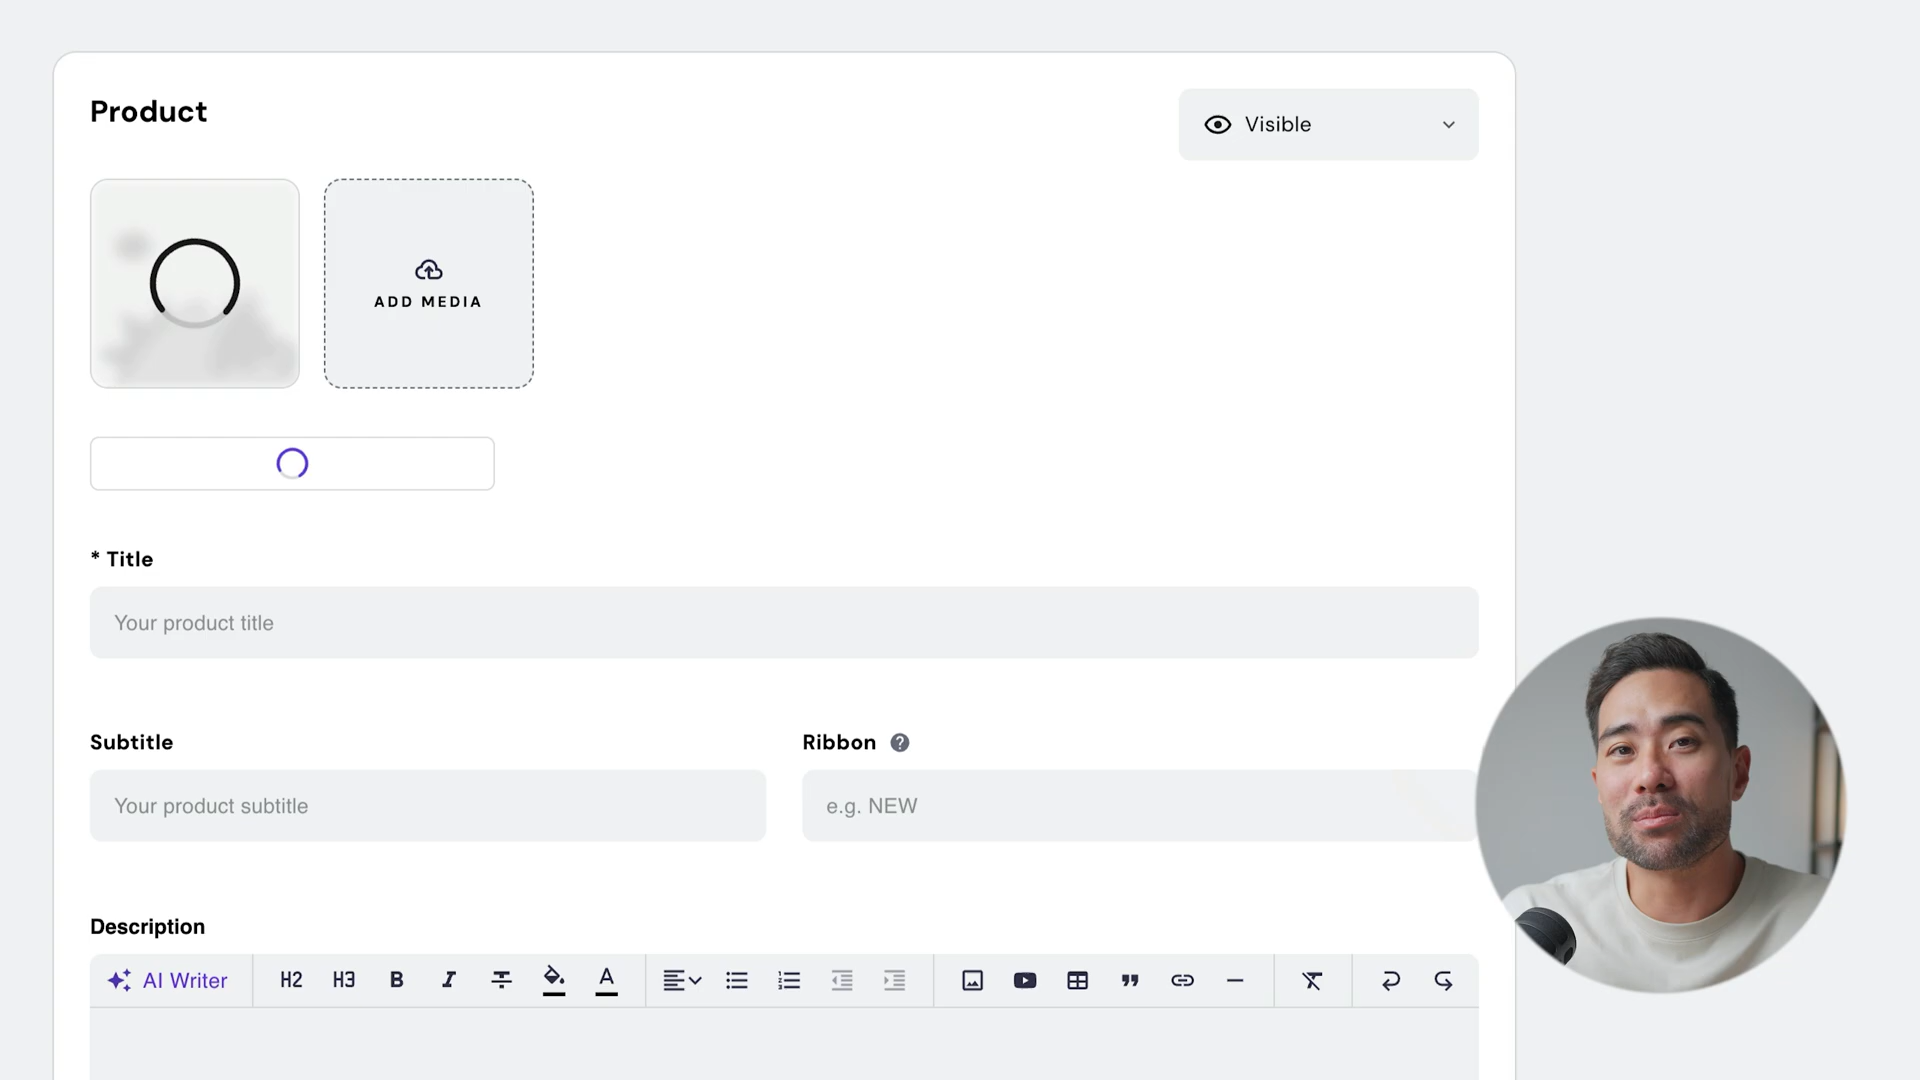 Product
Visible
ADD MEDIA
* Title
Your product title
Subtitle
Ribbon ?
Your product subtitle
e.g. NEW
Description
AI Writer H2 H3 B I T A